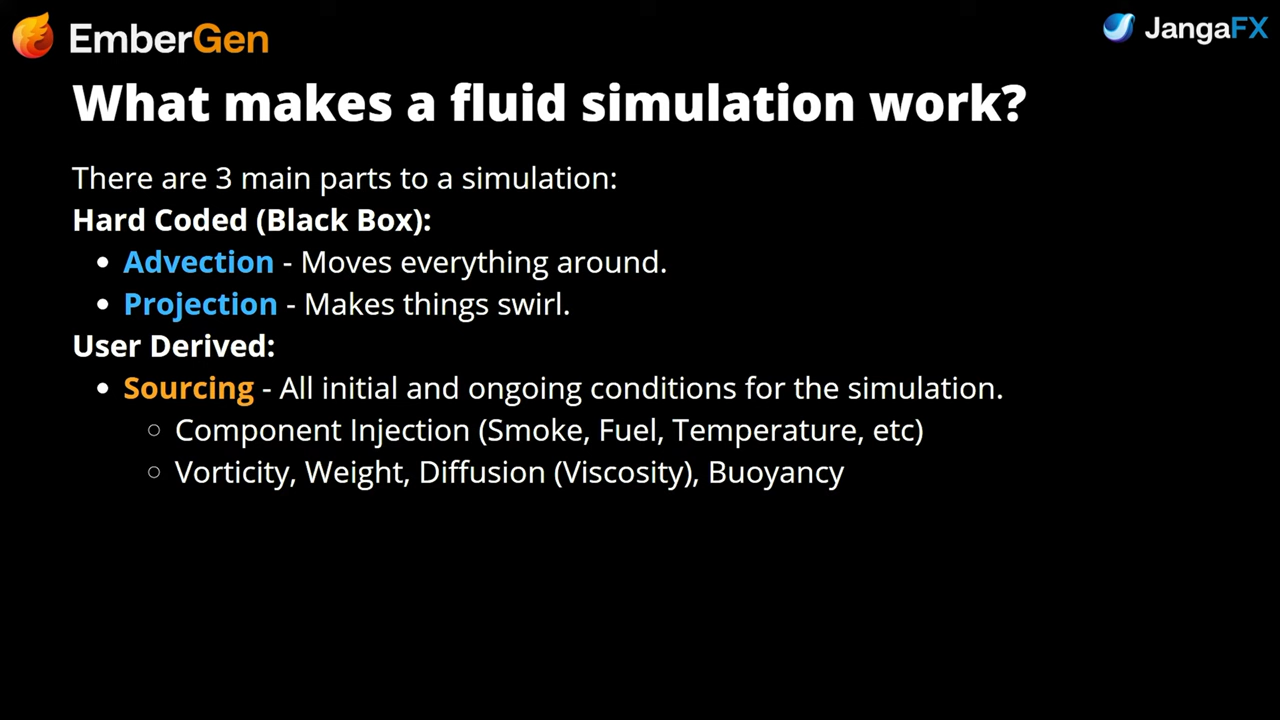 EmberGen
JangaFX
What makes a fluid simulation work?
There are 3 main parts to a simulation:
Hard Coded (Black Box):
• Advection - Moves everything around.
• Projection - Makes things swirl.
User Derived:
• Sourcing - All initial and ongoing conditions for the simulation.
○ Component Injection (Smoke, Fuel, Temperature, etc)
○ Vorticity, Weight, Diffusion (Viscosity), Buoyancy